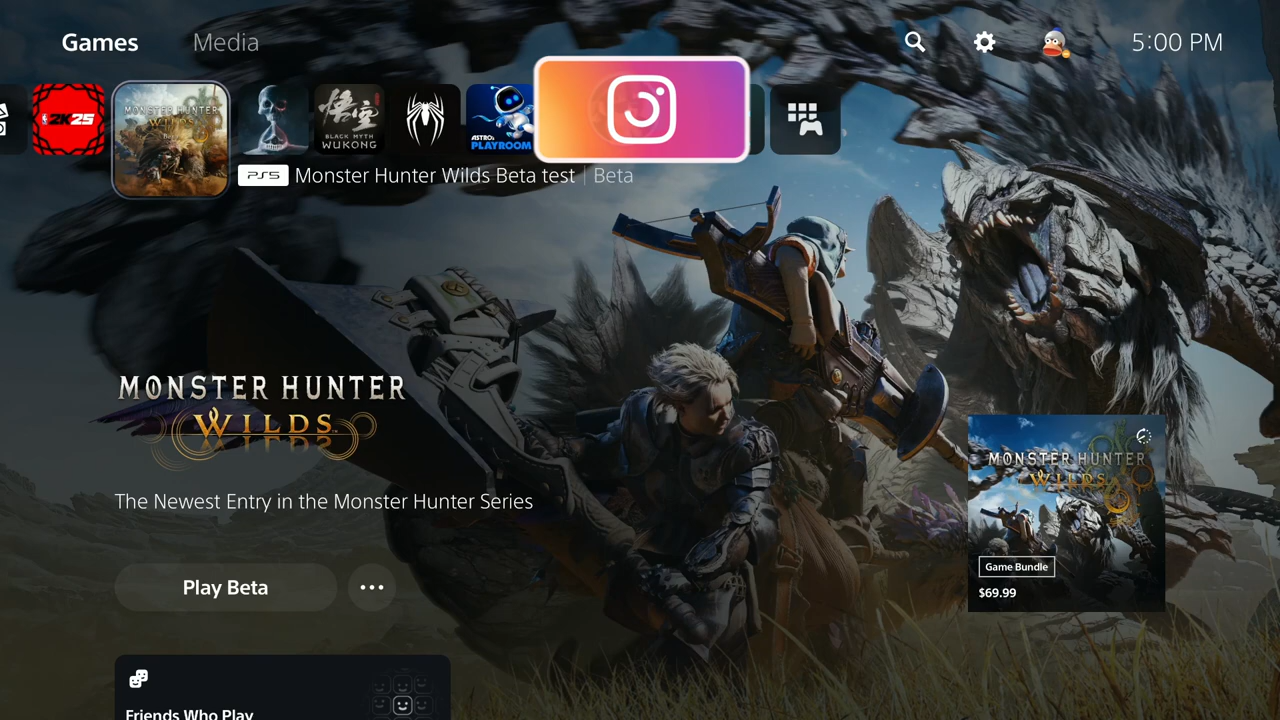 Games
Media
5:00 PM
2K25
MONSTER HUNTER
WILDS
悟空
BLACK MYTH
WUKONG
ASTRO's
PLAYROOM
PS5 Monster Hunter Wilds Beta test | Beta
MONSTER HUNTER
WILDS
MONSTER HUNTER
WILDS
The Newest Entry in the Monster Hunter Series
Game Bundle
Play Beta
$69.99
Friends Who Play